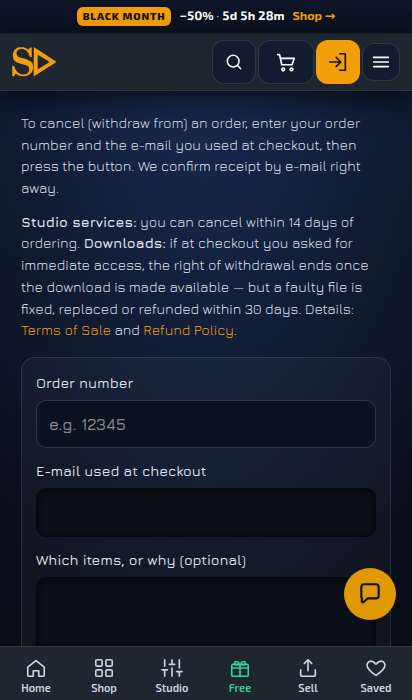 BLACK MONTH −50% · 5d 5h 28m Shop →
S
To cancel (withdraw from) an order, enter your order
number and the e-mail you used at checkout, then
press the button. We confirm receipt by e-mail right
away.
Studio services: you can cancel within 14 days of
ordering. Downloads: if at checkout you asked for
immediate access, the right of withdrawal ends once
the download is made available — but a faulty file is
fixed, replaced or refunded within 30 days. Details:
Terms of Sale and Refund Policy.
Order number
e.g. 12345
E-mail used at checkout
Which items, or why (optional)
Home Shop Studio Free Sell Saved